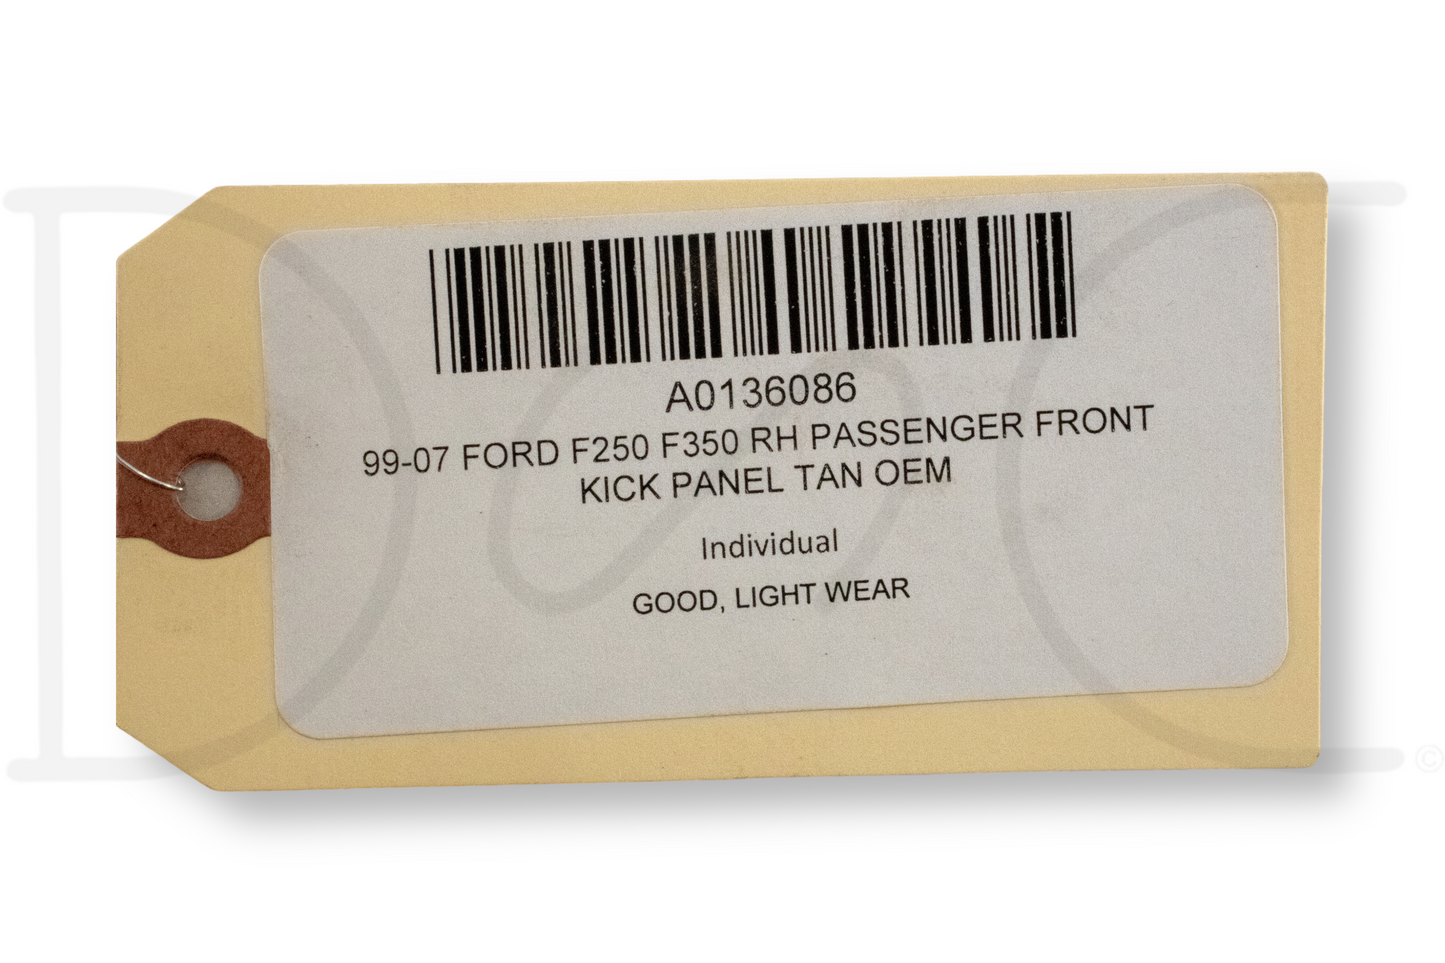 A0136086
99-07 FORD F250 F350 RH PASSENGER FRONT
KICK PANEL TAN OEM
Individual
GOOD, LIGHT WEAR
©